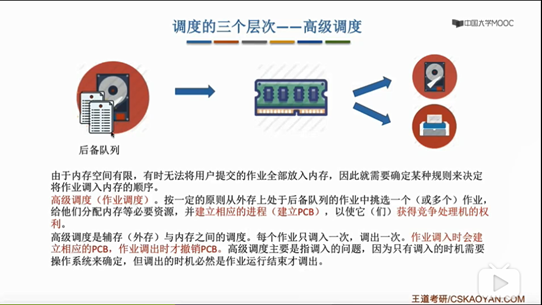 调度的三个层次——高级调度
中国大学MOOC
后备队列
由于内存空间有限，有时无法将用户提交的作业全部放入内存，因此就需要确定某种规则来决定
将作业调入内存的顺序。
高级调度（作业调度）。按一定的原则从外存上处于后备队列的作业中挑选一个（或多个）作业，
给他们分配内存等必要资源，并建立相应的进程（建立PCB），以使它（们）获得竞争处理机的权
利。
高级调度是辅存（外存）与内存之间的调度。每个作业只调入一次，调出一次。作业调入时会建
立相应的PCB，作业调出时才撤销PCB。高级调度主要是指调入的问题，因为只有调入的时机需要
操作系统来确定，但调出的时机必然是作业运行结束才调出。
王道考研/CSKAOYAN.COM